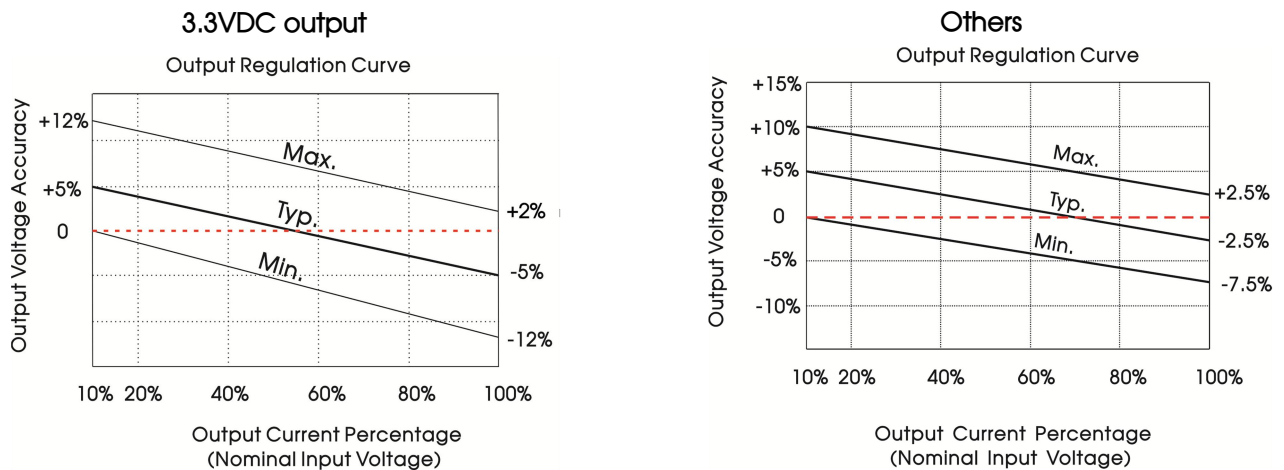 3.3VDC output
Output Regulation Curve
Output Voltage Accuracy
+12%
+5%
0
Max.
Typ.
Min.
+2%
-5%
-12%
10% 20% 40% 60% 80% 100%
Output Current Percentage
(Nominal Input Voltage)
Others
Output Regulation Curve
Output Voltage Accuracy
+15%
+10%
+5%
0
-5%
-10%
Max.
Typ.
Min.
+2.5%
-2.5%
-7.5%
10% 20% 40% 60% 80% 100%
Output Current Percentage
(Nominal Input Voltage)